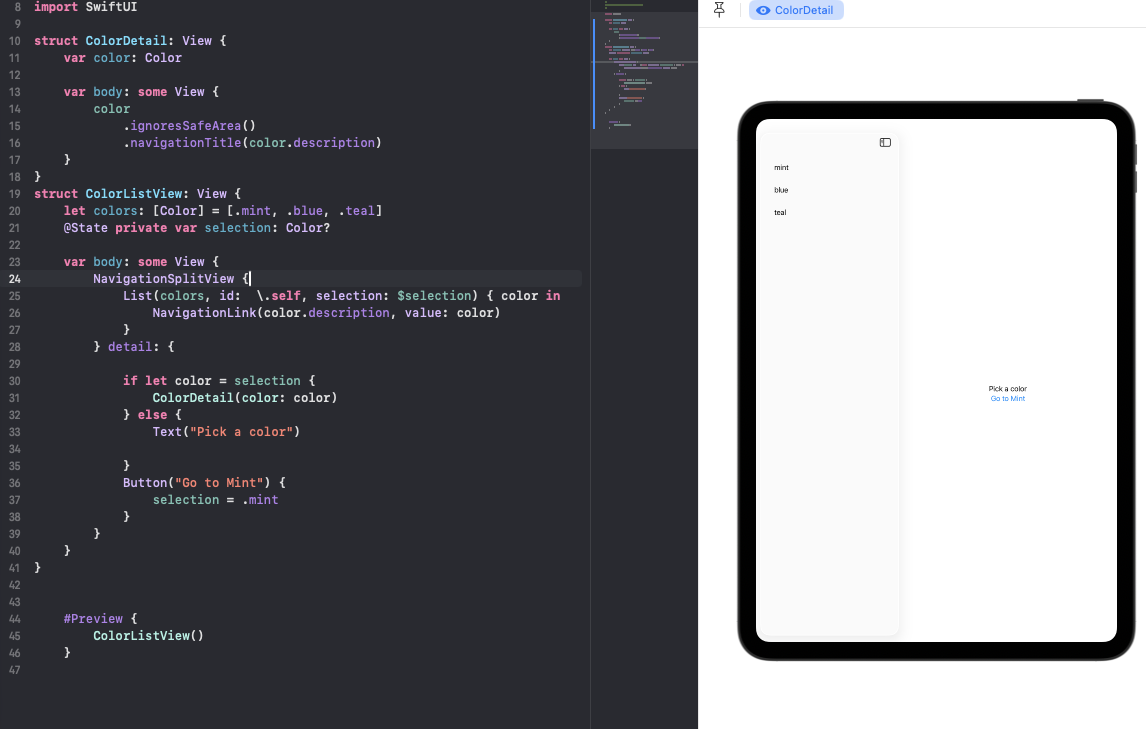 8 import SwiftUI
9
10 struct ColorDetail: View {
11     var color: Color
12
13     var body: some View {
14         color
15             .ignoresSafeArea()
16             .navigationTitle(color.description)
17     }
18 }
19 struct ColorListView: View {
20     let colors: [Color] = [.mint, .blue, .teal]
21     @State private var selection: Color?
22
23     var body: some View {
24         NavigationSplitView {
25             List(colors, id:  \.self, selection: $selection) { color in
26                 NavigationLink(color.description, value: color)
27             }
28         } detail: {
29
30             if let color = selection {
31                 ColorDetail(color: color)
32             } else {
33                 Text("Pick a color")
34
35             }
36             Button("Go to Mint") {
37                 selection = .mint
38             }
39         }
40     }
41 }
42
43
44     #Preview {
45         ColorListView()
46     }
47
ColorDetail
mint
blue
teal
Pick a color
Go to Mint